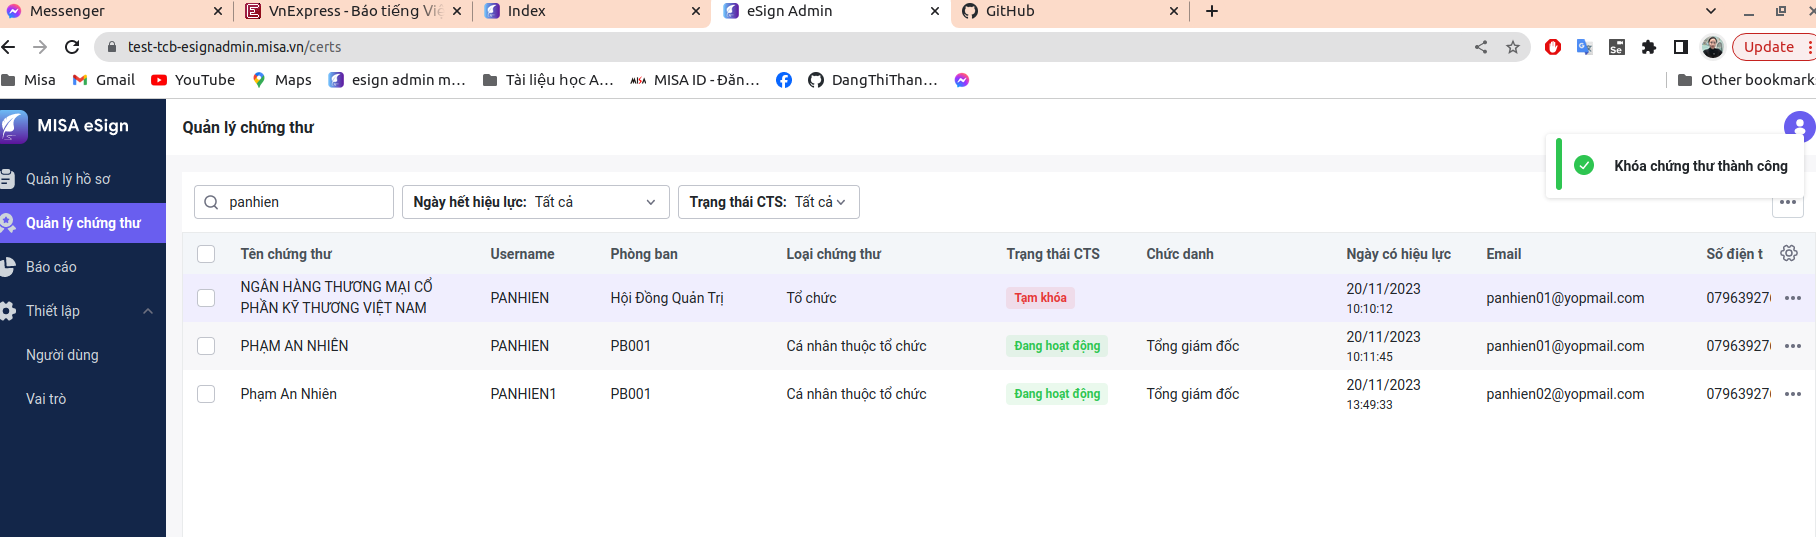 Messenger
VnExpress - Báo tiếng Việ
Index
eSign Admin
GitHub
test-tcb-esignadmin.misa.vn/certs
Se
Update
Misa
Gmail
YouTube
Maps
esign admin m...
Tài liệu học A...
MISA MISA ID - Đăn...
DangThiThan...
Other bookmark
MISA eSign
Quản lý hồ sơ
Quản lý chứng thư
Báo cáo
Thiết lập
Người dùng
Vai trò
Quản lý chứng thư
Khóa chứng thư thành công
panhien
Ngày hết hiệu lực: Tất cả
Trạng thái CTS: Tất cả
Tên chứng thư Username Phòng ban Loại chứng thư Trạng thái CTS Chức danh Ngày có hiệu lực Email Số điện t
NGÂN HÀNG THƯƠNG MẠI CỔ
PHẦN KỸ THƯƠNG VIỆT NAM
PANHIEN
Hội Đồng Quản Trị
Tổ chức
Tạm khóa
20/11/2023
10:10:12
panhien01@yopmail.com
07963927
PHẠM AN NHIÊN
PANHIEN
PB001
Cá nhân thuộc tổ chức
Đang hoạt động
Tổng giám đốc
20/11/2023
10:11:45
panhien01@yopmail.com
07963927
Phạm An Nhiên
PANHIEN1
PB001
Cá nhân thuộc tổ chức
Đang hoạt động
Tổng giám đốc
20/11/2023
13:49:33
panhien02@yopmail.com
07963927